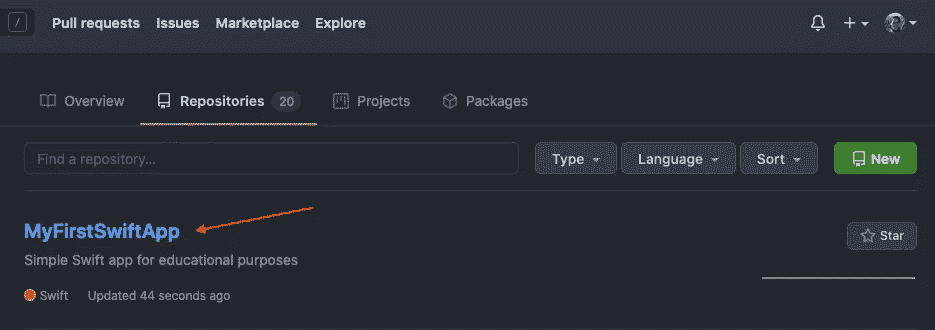 / Pull requests Issues Marketplace Explore
Overview Repositories 20 Projects Packages
Find a repository... Type Language Sort New
MyFirstSwiftApp Star
Simple Swift app for educational purposes
Swift Updated 44 seconds ago